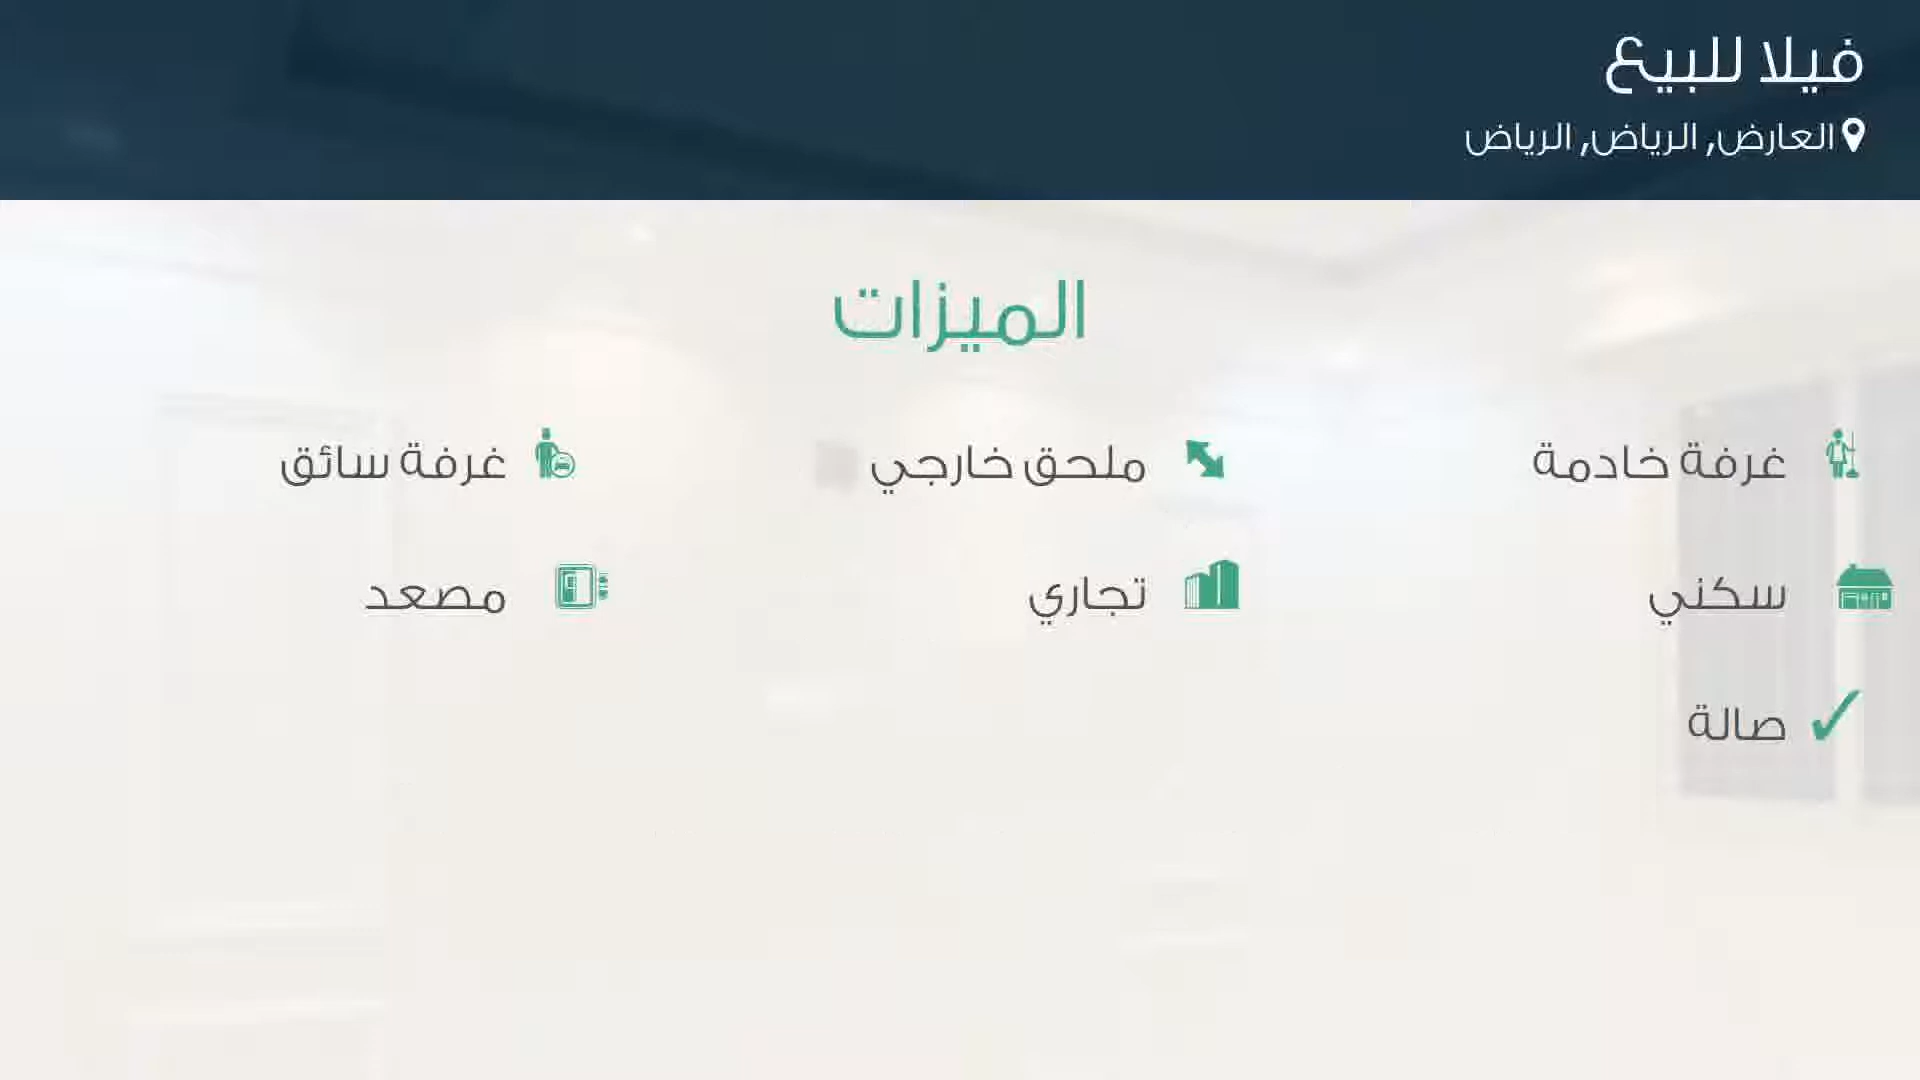 فيلا للبيع
العارض, الرياض, الرياض
الميزات
غرفة خادمة
ملحق خارجي
غرفة سائق
سكني
تجاري
مصعد
صالة